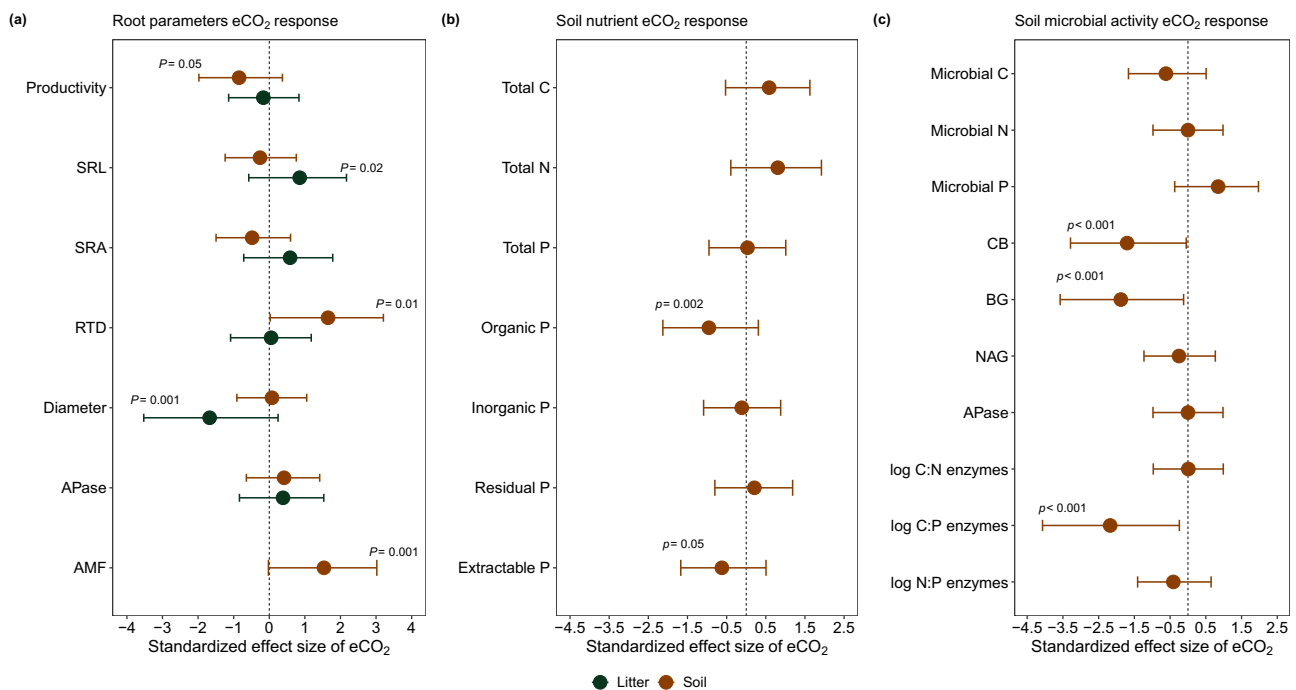 (a) Root parameters eCO₂ response
P= 0.05
Productivity
SRL
P= 0.02
SRA
RTD
P= 0.01
Diameter
P= 0.001
APase
AMF
P= 0.001
−4 −3 −2 −1 0 1 2 3 4
Standardized effect size of eCO₂
(b) Soil nutrient eCO₂ response
Total C
Total N
Total P
p= 0.002
Organic P
Inorganic P
Residual P
p= 0.05
Extractable P
−4.5 −3.5 −2.5 −1.5 −0.5 0.5 1.5 2.5
Standardized effect size of eCO₂
(c) Soil microbial activity eCO₂ response
Microbial C
Microbial N
Microbial P
p< 0.001
CB
p< 0.001
BG
NAG
APase
log C:N enzymes
p< 0.001
log C:P enzymes
log N:P enzymes
−4.5 −3.5 −2.5 −1.5 −0.5 0.5 1.5 2.5
Standardized effect size of eCO₂
Litter Soil